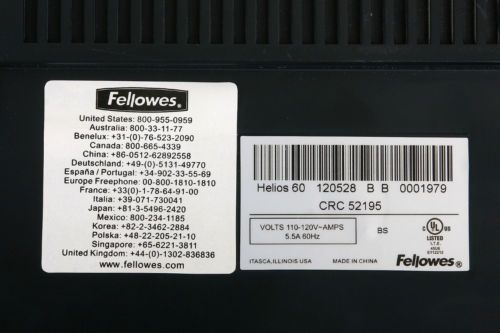 Fellowes®
United States: 800-955-0959
Australia: 800-33-11-77
Benelux: +31-(0)-76-523-2090
Canada: 800-665-4339
China: +86-0512-62892558
Deutschland: +49-(0)-5131-49770
España / Portugal: +34-902-33-55-69
Europe Freephone: 00-800-1810-1810
France: +33(0)-1-78-64-91-00
Italia: +39-071-730041
Japan: +81-3-5496-2420
Mexico: 800-234-1185
Korea: +82-2-3462-2884
Polska: +48-22-205-21-10
Singapore: +65-6221-3811
United Kingdom: +44-(0)-1302-836836
www.fellowes.com
Helios 60 120528 B B 0001979
CRC 52195
VOLTS 110-120V~AMPS
5.5A 60Hz
BS
C UL US
LISTED
I.T.E.
ITASCA, ILLINOIS USA MADE IN CHINA
Fellowes®